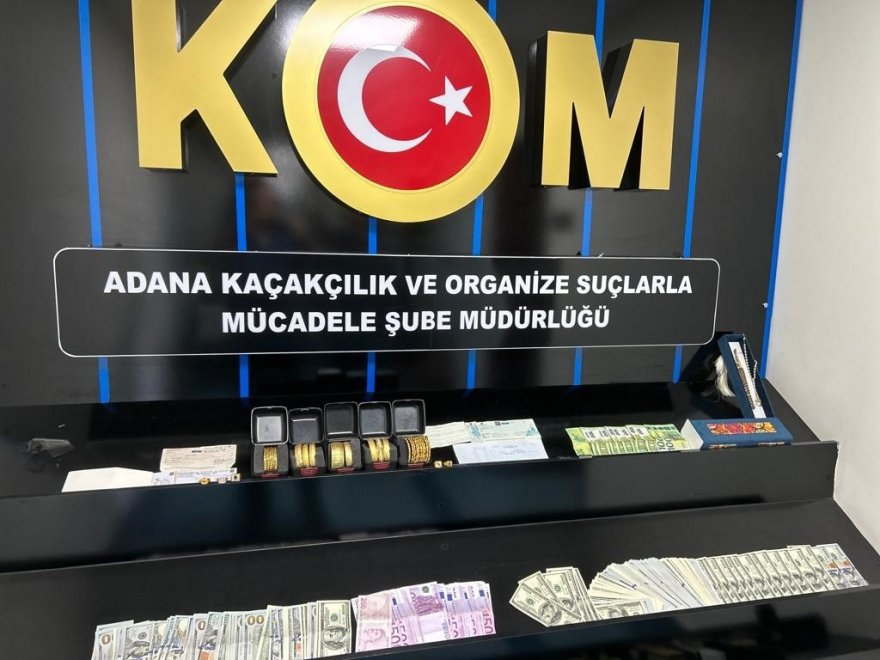 KOM
ADANA KAÇAKÇILIK VE ORGANİZE SUÇLARLA
MÜCADELE ŞUBE MÜDÜRLÜĞÜ